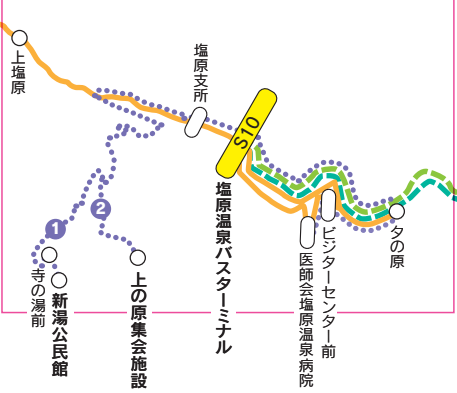 上塩原
塩原支所
S10
塩原温泉バスターミナル
夕の原
ビジターセンター前
医師会塩原温泉病院
1
2
寺の湯前
新湯公民館
上の原集会施設